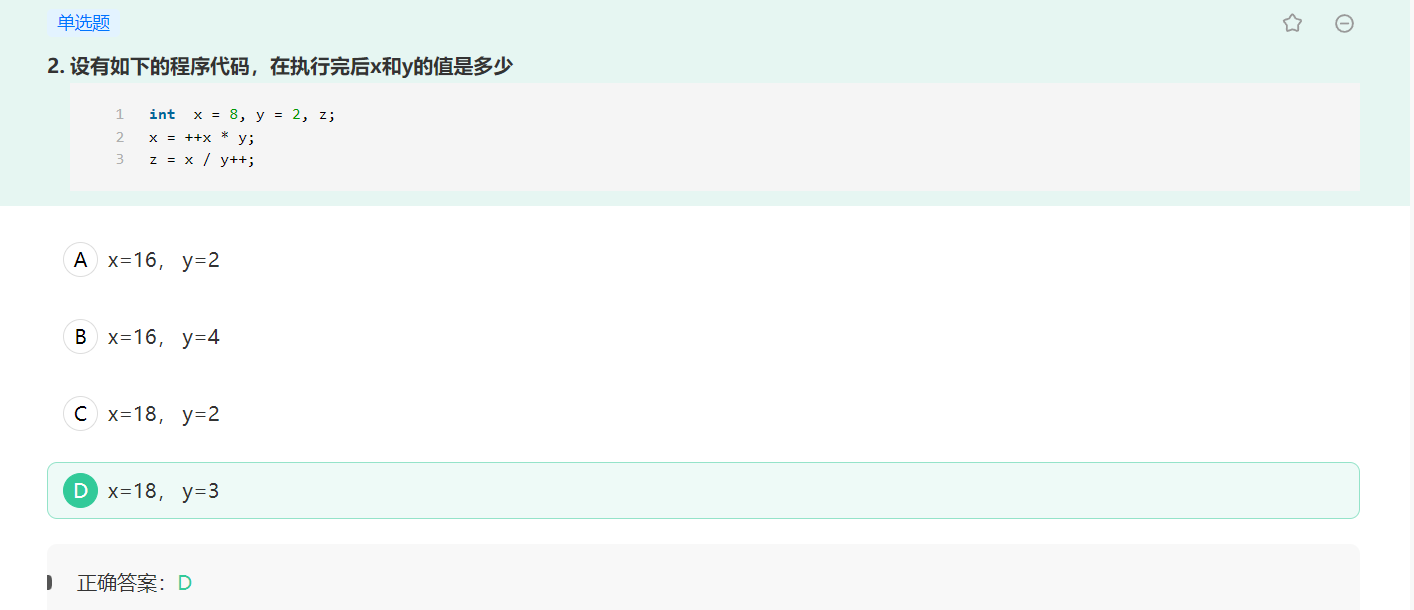 单选题
2. 设有如下的程序代码，在执行完后x和y的值是多少
1 int  x = 8, y = 2, z;
2 x = ++x * y;
3 z = x / y++;
A x=16， y=2
B x=16， y=4
C x=18， y=2
D x=18， y=3
正确答案：D